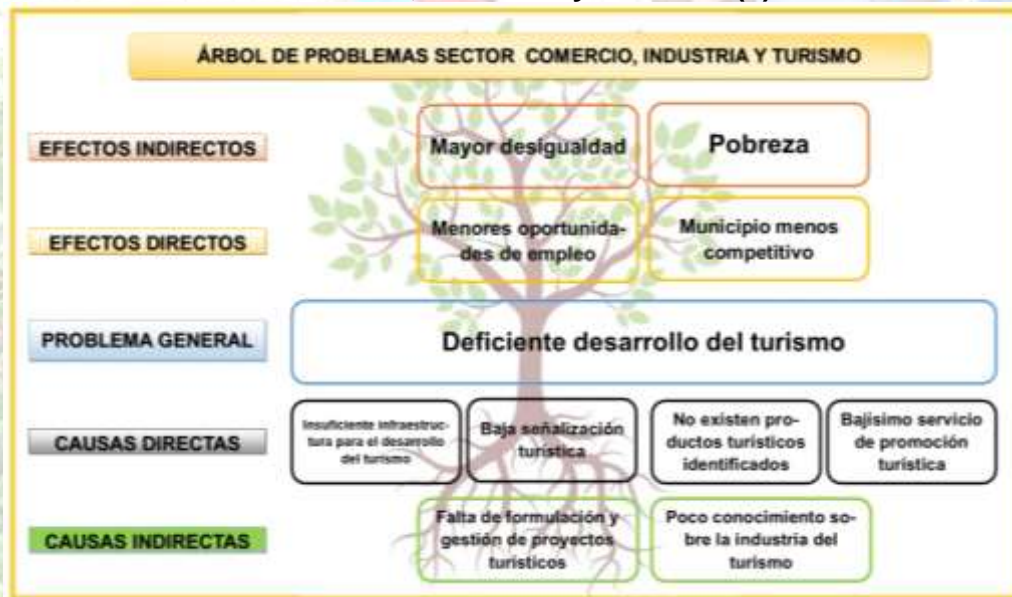 ÁRBOL DE PROBLEMAS SECTOR COMERCIO, INDUSTRIA Y TURISMO
EFECTOS INDIRECTOS
Mayor desigualdad
Pobreza
EFECTOS DIRECTOS
Menores oportunida-
des de empleo
Municipio menos
competitivo
PROBLEMA GENERAL
Deficiente desarrollo del turismo
CAUSAS DIRECTAS
Insuficiente infraestruc-
tura para el desarrollo
del turismo
Baja señalización
turística
No existen pro-
ductos turísticos
identificados
Bajísimo servicio
de promoción
turística
CAUSAS INDIRECTAS
Falta de formulación y
gestión de proyectos
turísticos
Poco conocimiento so-
bre la industria del
turismo